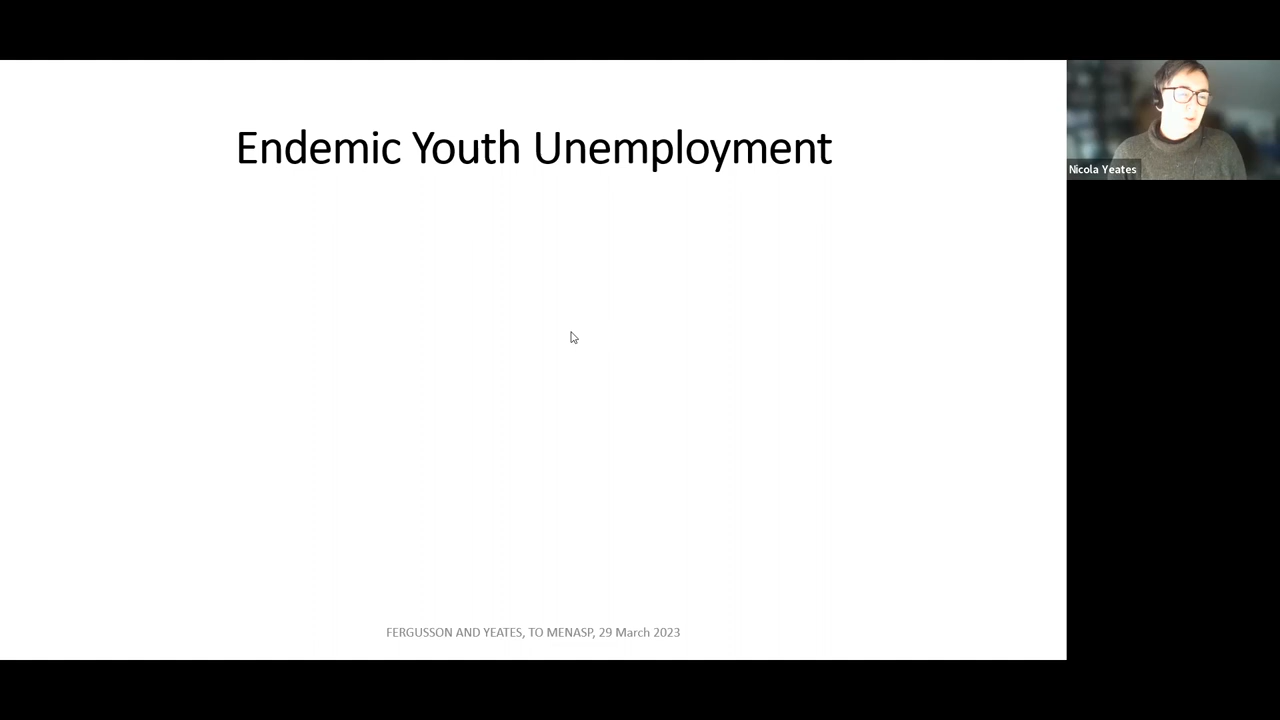 Endemic Youth Unemployment
Nicola Yeates
FERGUSSON AND YEATES, TO MENASP, 29 March 2023